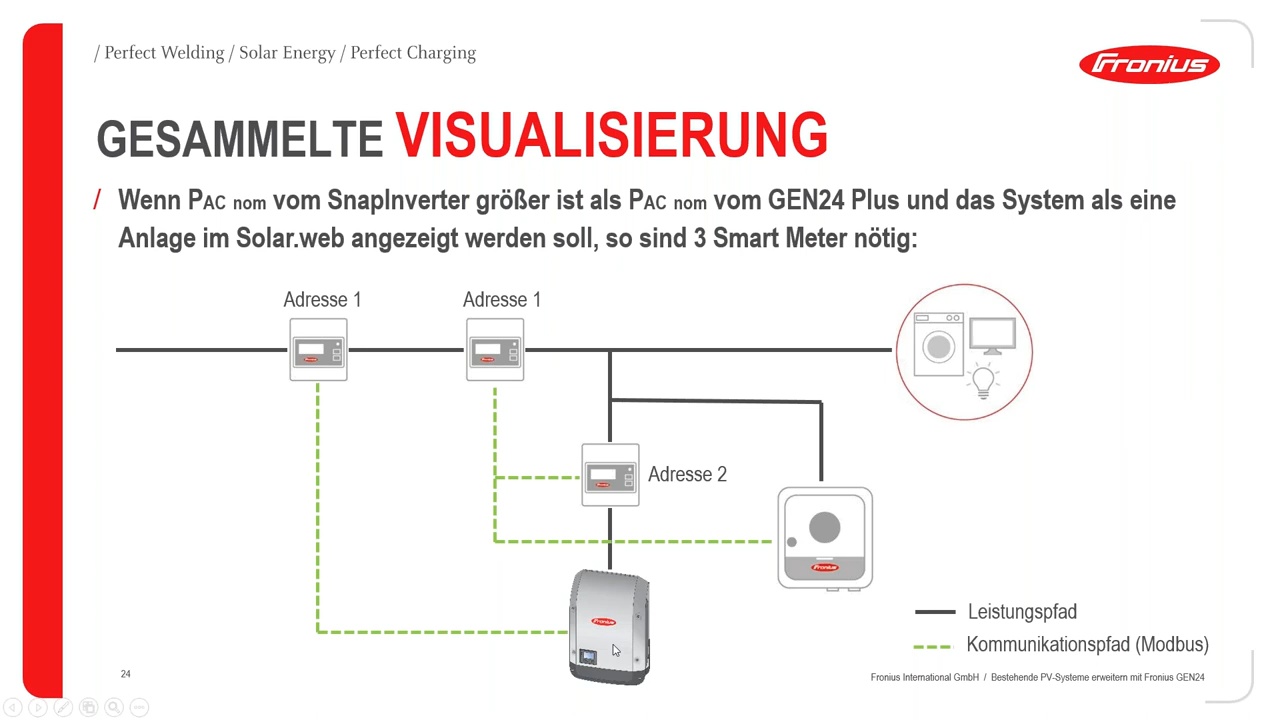 / Perfect Welding / Solar Energy / Perfect Charging
Fronius
GESAMMELTE VISUALISIERUNG
/ Wenn PAC nom vom SnapInverter größer ist als PAC nom vom GEN24 Plus und das System als eine
Anlage im Solar.web angezeigt werden soll, so sind 3 Smart Meter nötig:
Adresse 1
Adresse 1
Adresse 2
Fronius
Fronius
Leistungspfad
Kommunikationspfad (Modbus)
24
Fronius International GmbH / Bestehende PV-Systeme erweitern mit Fronius GEN24